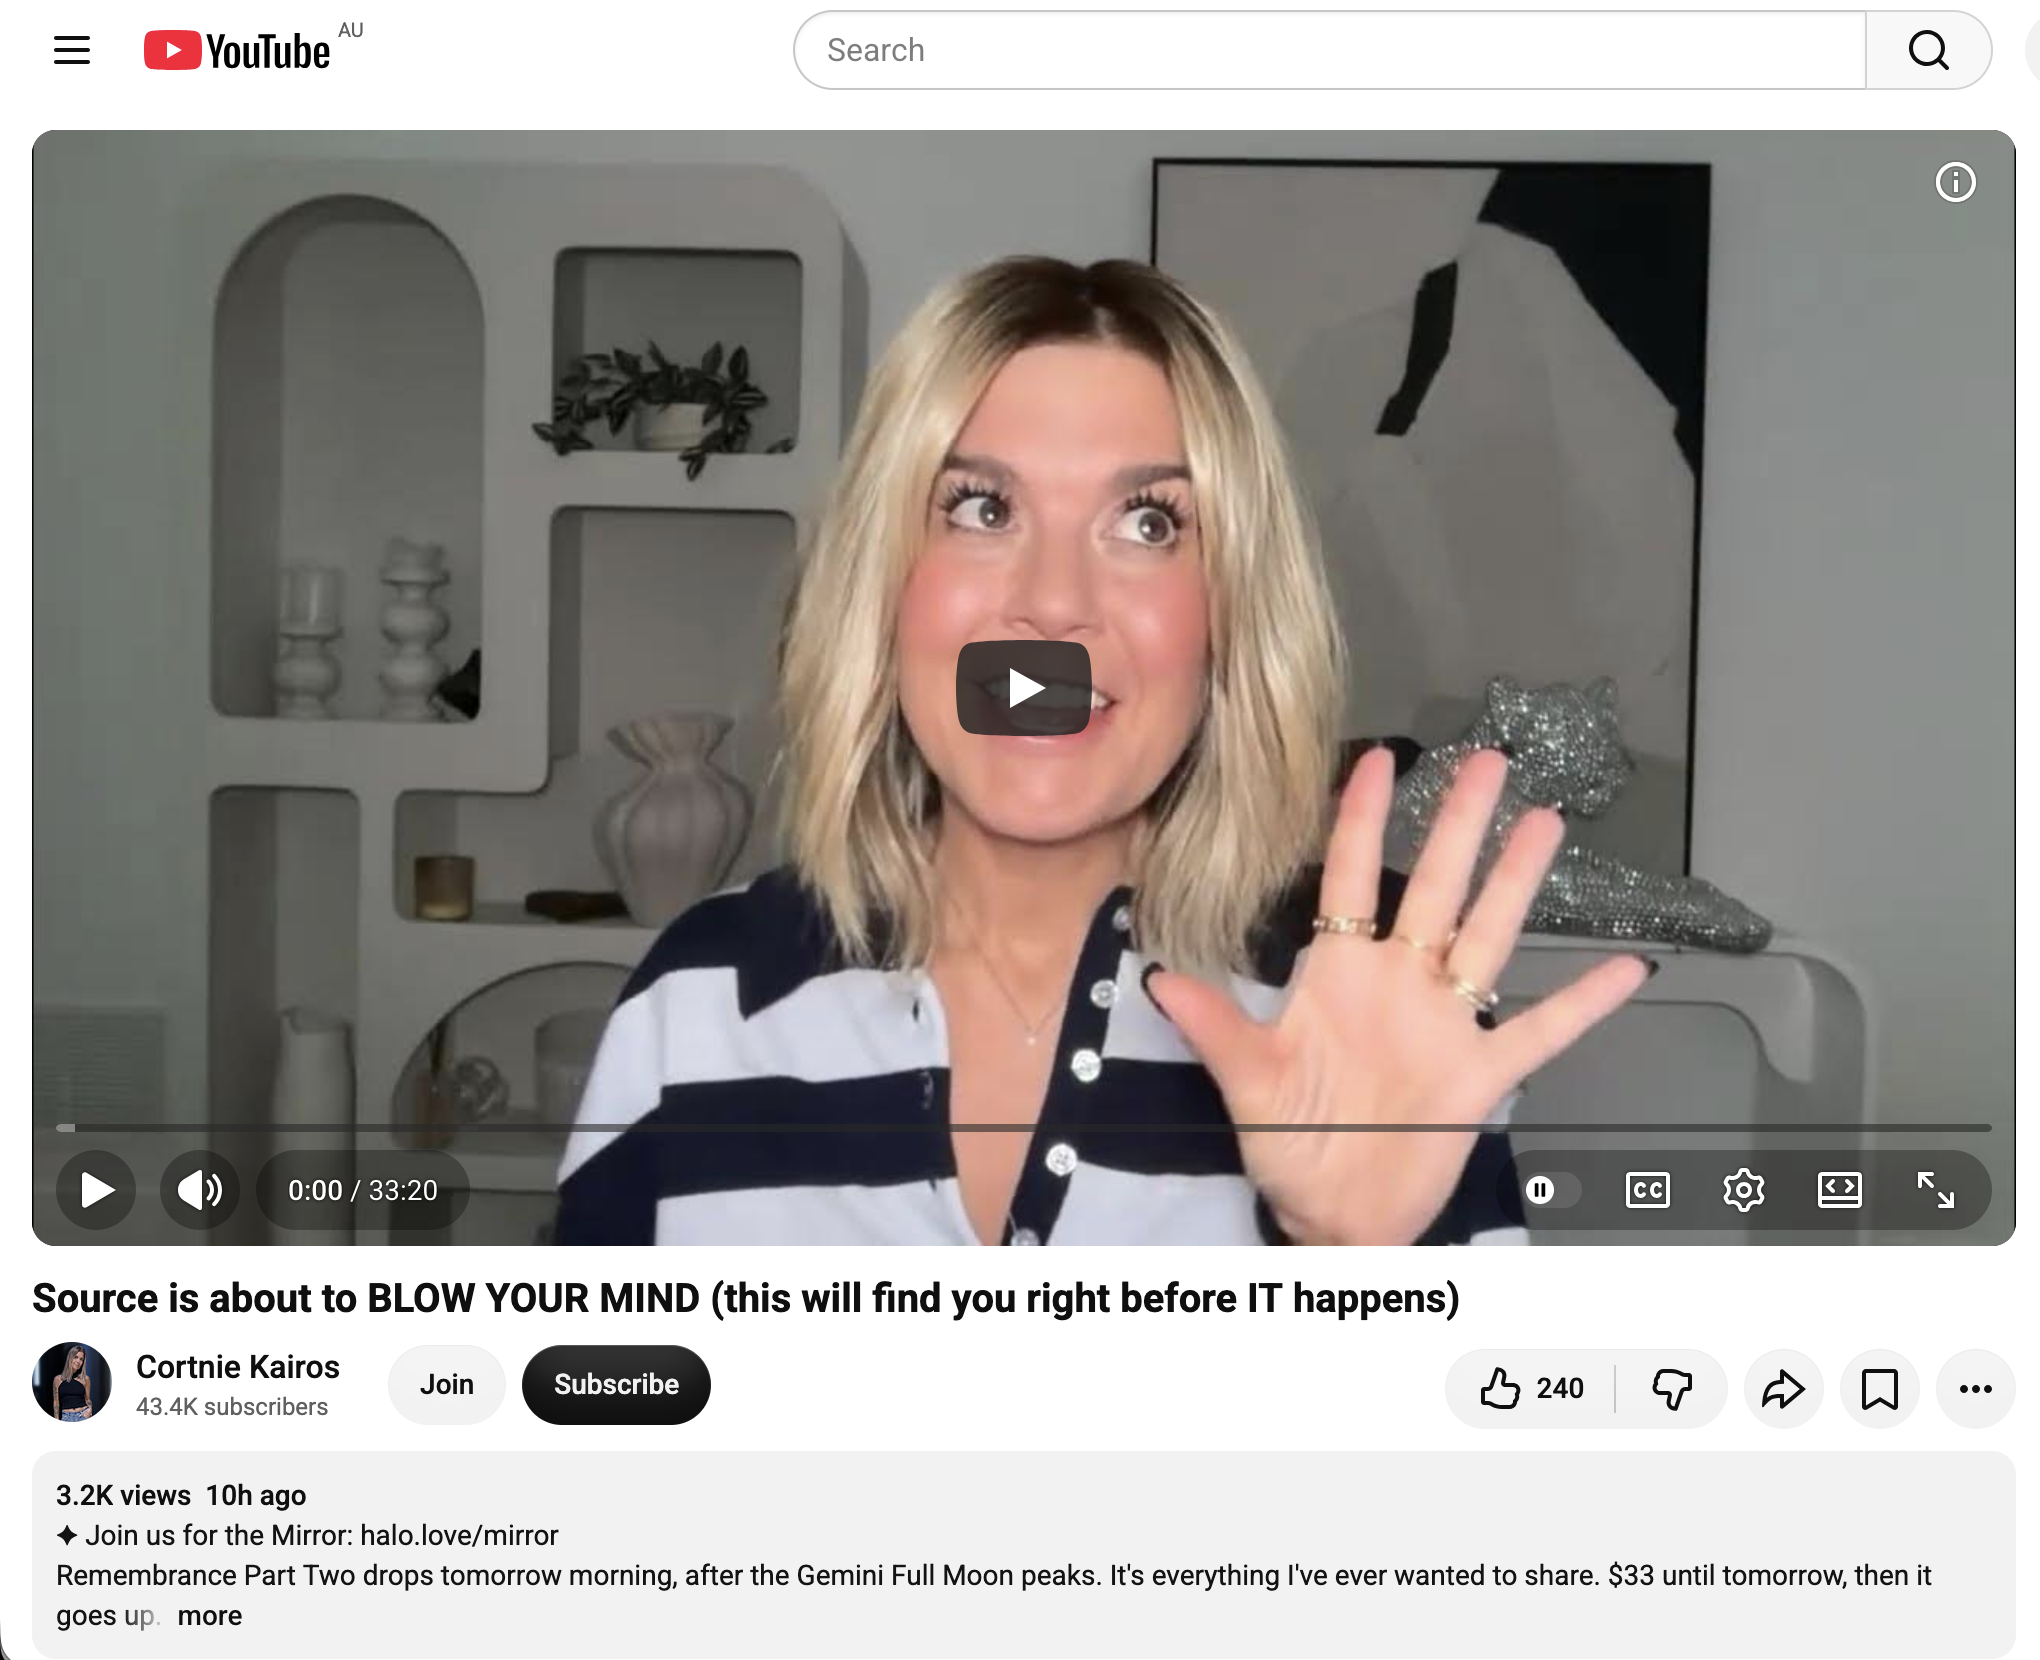 YouTube AU
Search
0:00 / 33:20
CC
Source is about to BLOW YOUR MIND (this will find you right before IT happens)
Cortnie Kairos
43.4K subscribers
Join
Subscribe
240
3.2K views 10h ago
✦ Join us for the Mirror: halo.love/mirror
Remembrance Part Two drops tomorrow morning, after the Gemini Full Moon peaks. It's everything I've ever wanted to share. $33 until tomorrow, then it
goes up. more